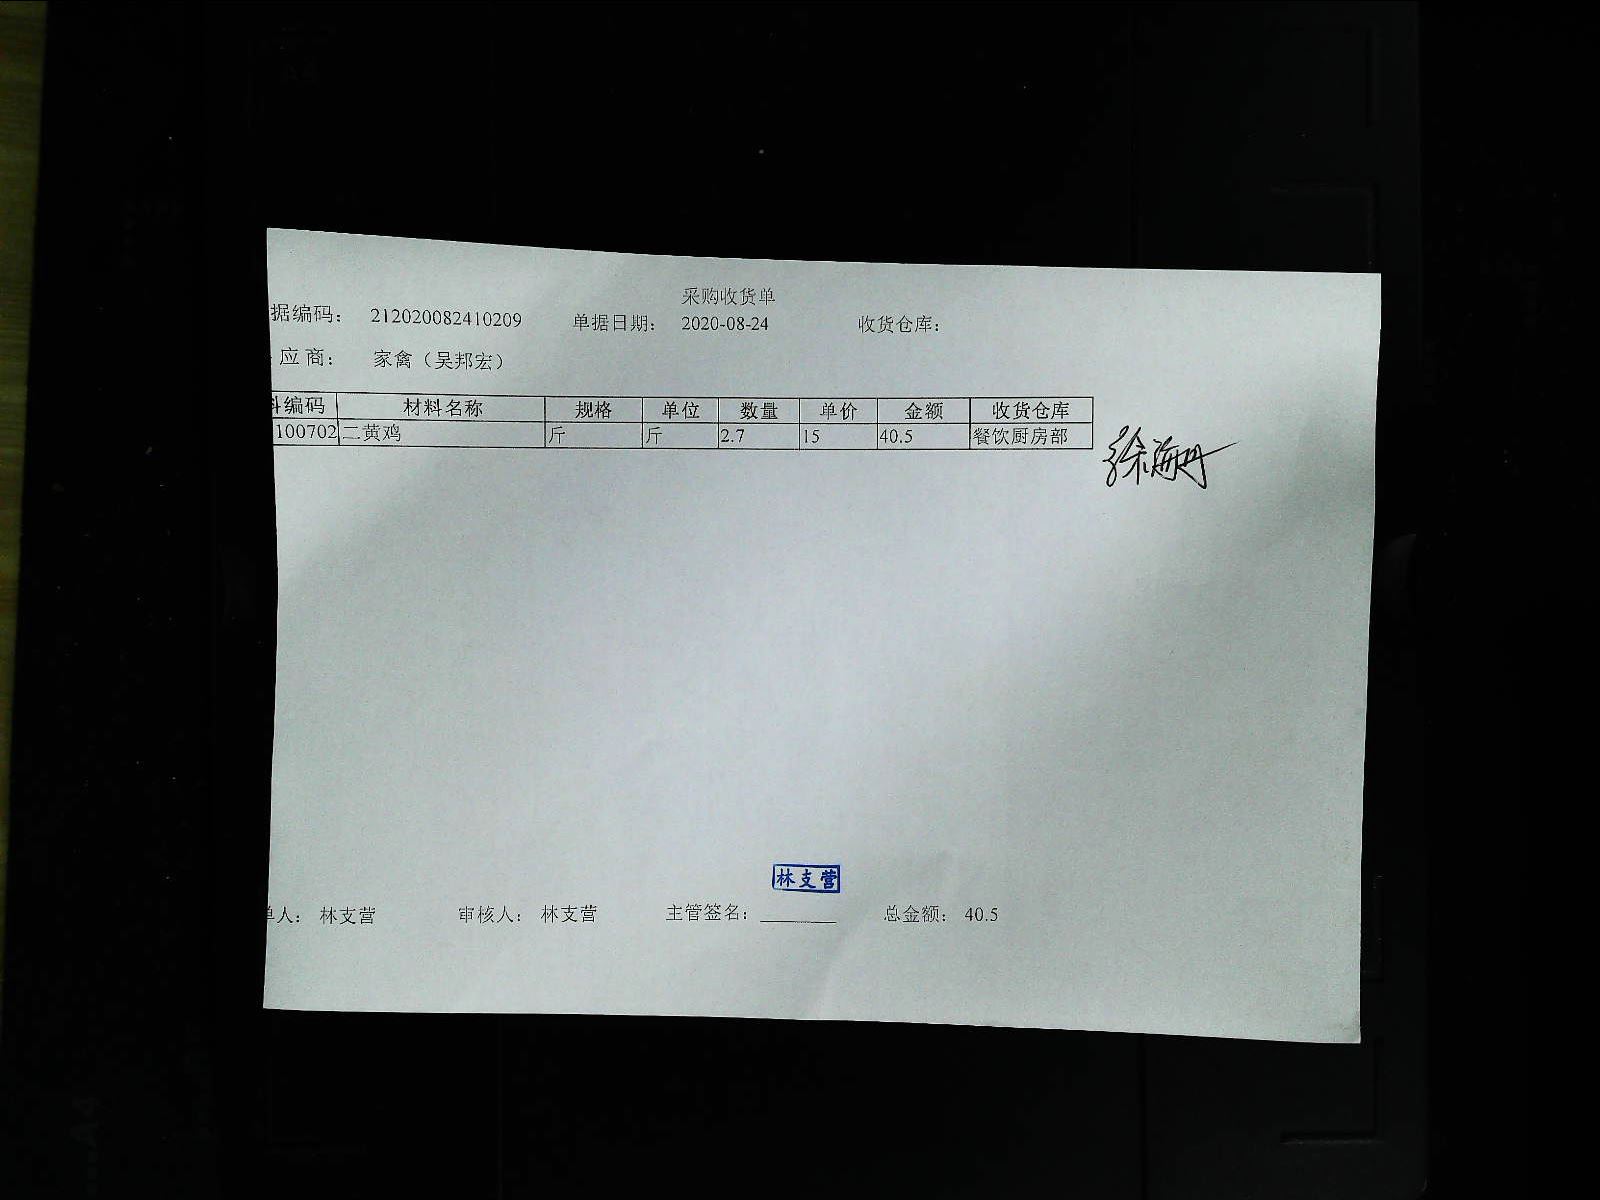 采购收货单
据编码： 212020082410209 单据日期： 2020-08-24 收货仓库：
应商： 家禽（吴邦宏）
料编码 材料名称 规格 单位 数量 单价 金额 收货仓库
100702 二黄鸡 斤 斤 2.7 15 40.5 餐饮厨房部
徐海丹
林支营
单人： 林支营 审核人： 林支营 主管签名： 总金额： 40.5